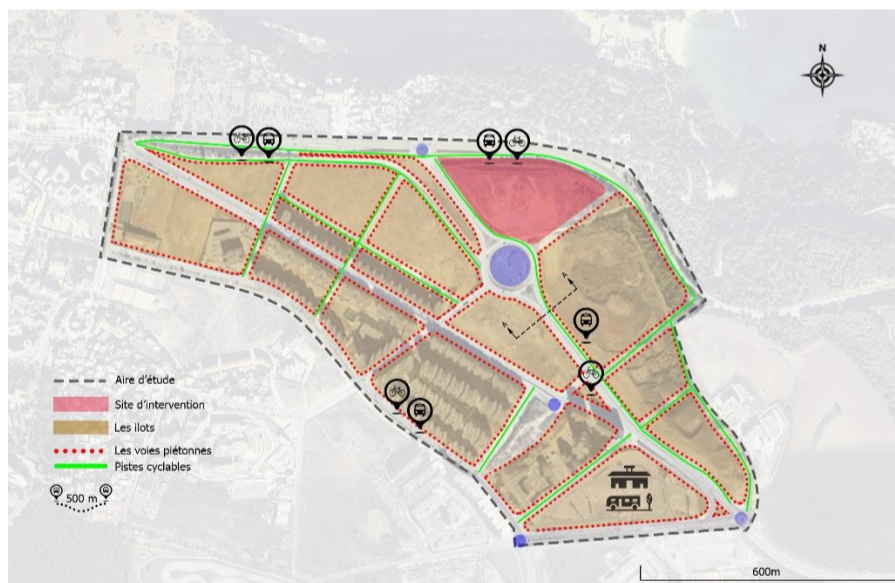 N
A
A
Aire d'étude
Site d'intervention
Les ilots
Les voies piétonnes
Pistes cyclables
500 m
600m